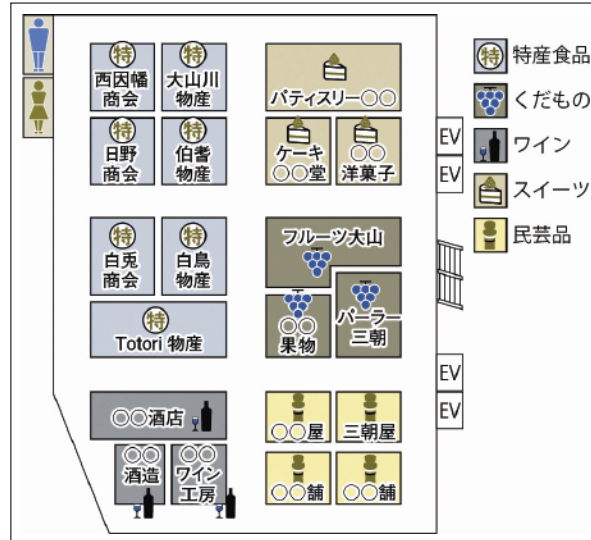 特
西因幡
商会
特
大山川
物産
パティスリー○○
特
日野
商会
特
伯耆
物産
ケーキ
○○堂
○○
洋菓子
特
白兎
商会
特
白鳥
物産
フルーツ大山
特
Totori 物産
○○
果物
パーラー
三朝
○○酒店
○○
酒造
○○
ワイン
工房
○○屋
三朝屋
○○舗
○○舗
EV
EV
EV
EV
特 特産食品
くだもの
ワイン
スイーツ
民芸品